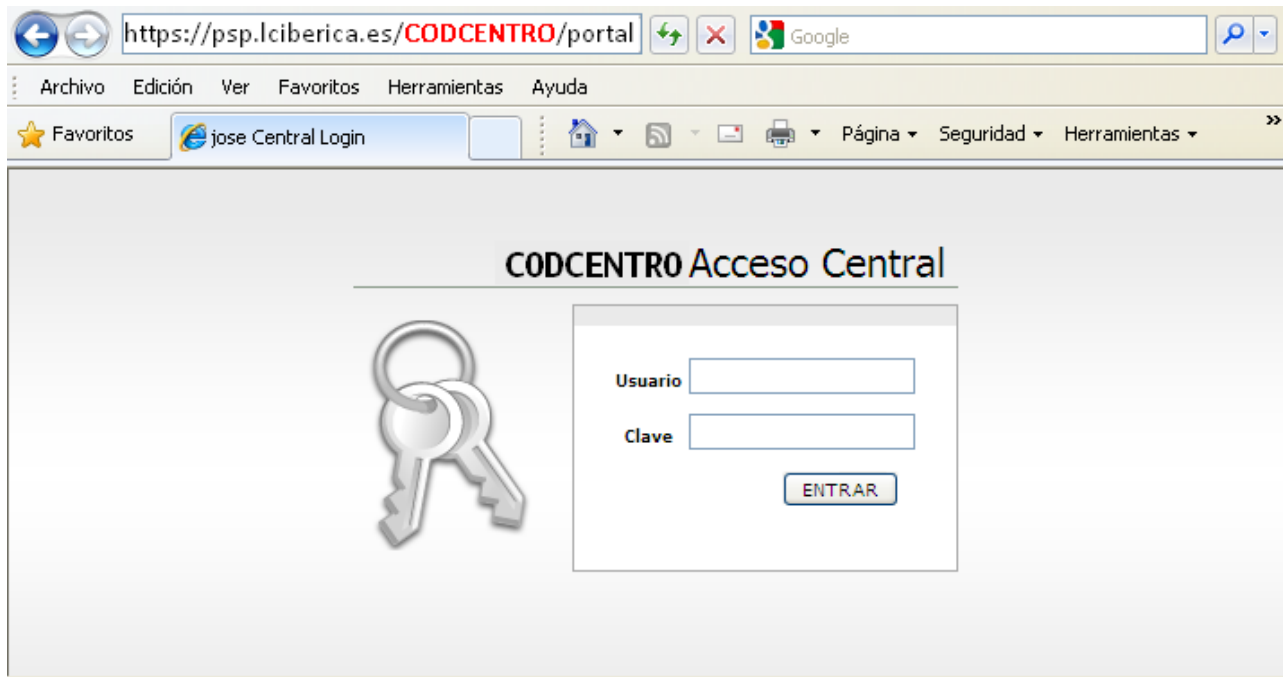 https://psp.lciberica.es/CODCENTRO/portal Google
Archivo Edición Ver Favoritos Herramientas Ayuda
Favoritos jose Central Login Página Seguridad Herramientas »
CODCENTRO Acceso Central
Usuario
Clave
ENTRAR